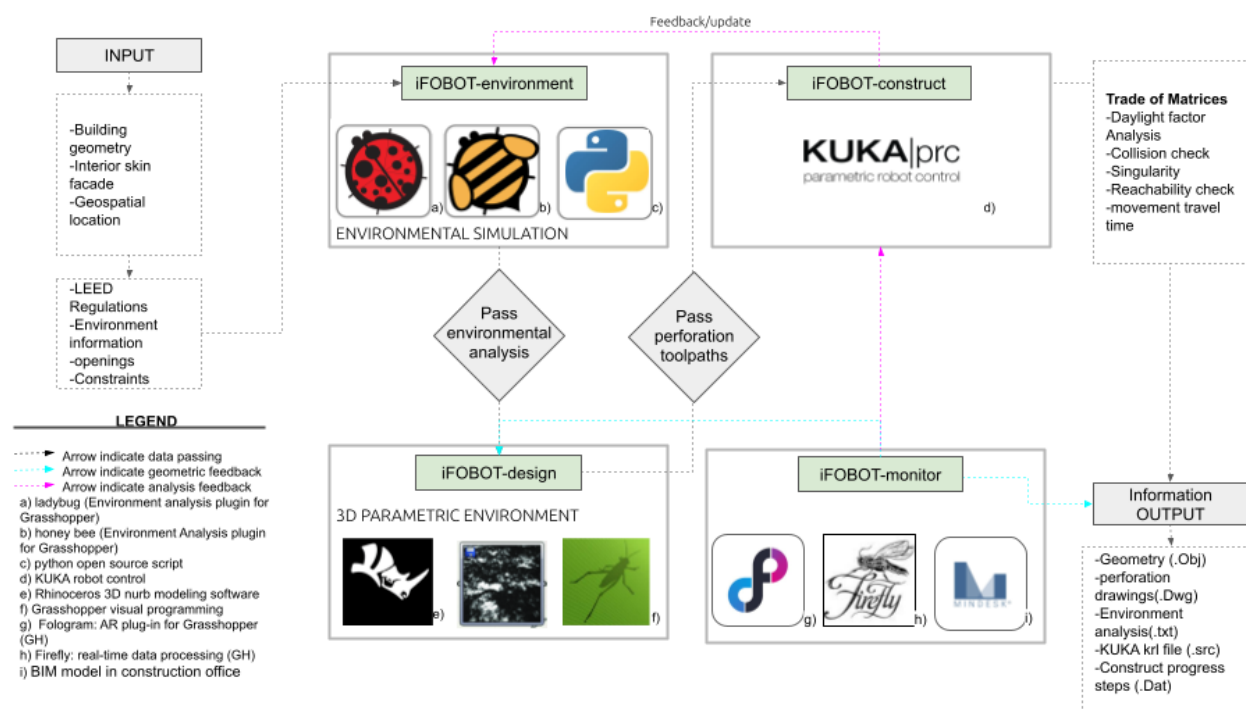 Feedback/update
INPUT
-Building
geometry
-Interior skin
facade
-Geospatial
location
-LEED
Regulations
-Environment
information
-openings
-Constraints
iFOBOT-environment
a)
b)
c)
ENVIRONMENTAL SIMULATION
iFOBOT-construct
KUKA|prc
parametric robot control
d)
Trade of Matrices
-Daylight factor
Analysis
-Collision check
-Singularity
-Reachability check
-movement travel
time
Pass
environmental
analysis
Pass
perforation
toolpaths
LEGEND
Arrow indicate data passing
Arrow indicate geometric feedback
Arrow indicate analysis feedback
a) ladybug (Environment analysis plugin for
Grasshopper)
b) honey bee (Environment Analysis plugin
for Grasshopper)
c) python open source script
d) KUKA robot control
e) Rhinoceros 3D nurb modeling software
f) Grasshopper visual programming
g) Fologram: AR plug-in for Grasshopper
(GH)
h) Firefly: real-time data processing (GH)
i) BIM model in construction office
iFOBOT-design
3D PARAMETRIC ENVIRONMENT
e)
f)
iFOBOT-monitor
g)
Firefly
h)
MINDESK
i)
Information
OUTPUT
-Geometry (.Obj)
-perforation
drawings(.Dwg)
-Environment
analysis(.txt)
-KUKA krl file (.src)
-Construct progress
steps (.Dat)